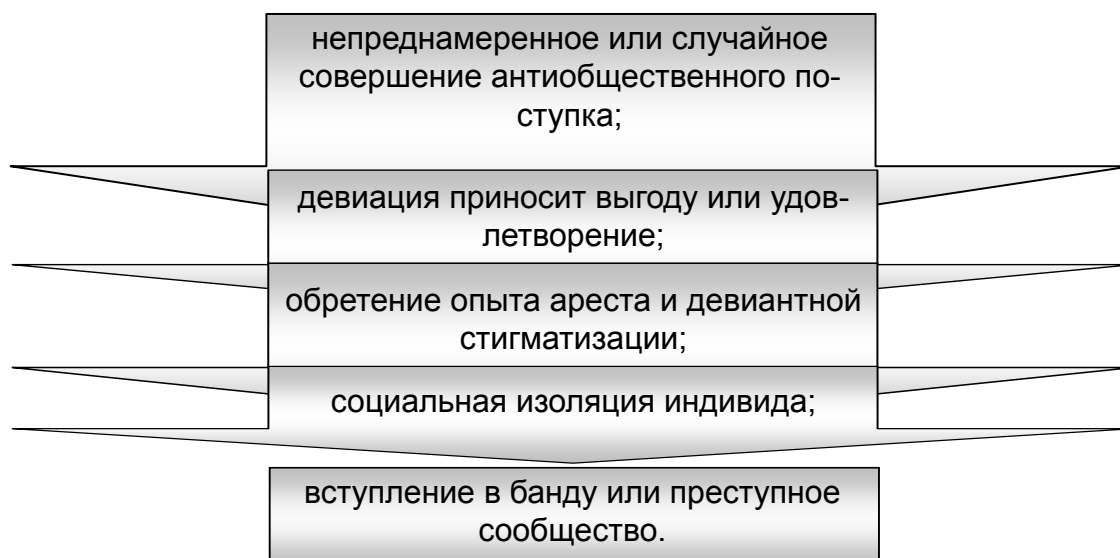 непреднамеренное или случайное
совершение антиобщественного по-
ступка;
девиация приносит выгоду или удов-
летворение;
обретение опыта ареста и девиантной
стигматизации;
социальная изоляция индивида;
вступление в банду или преступное
сообщество.